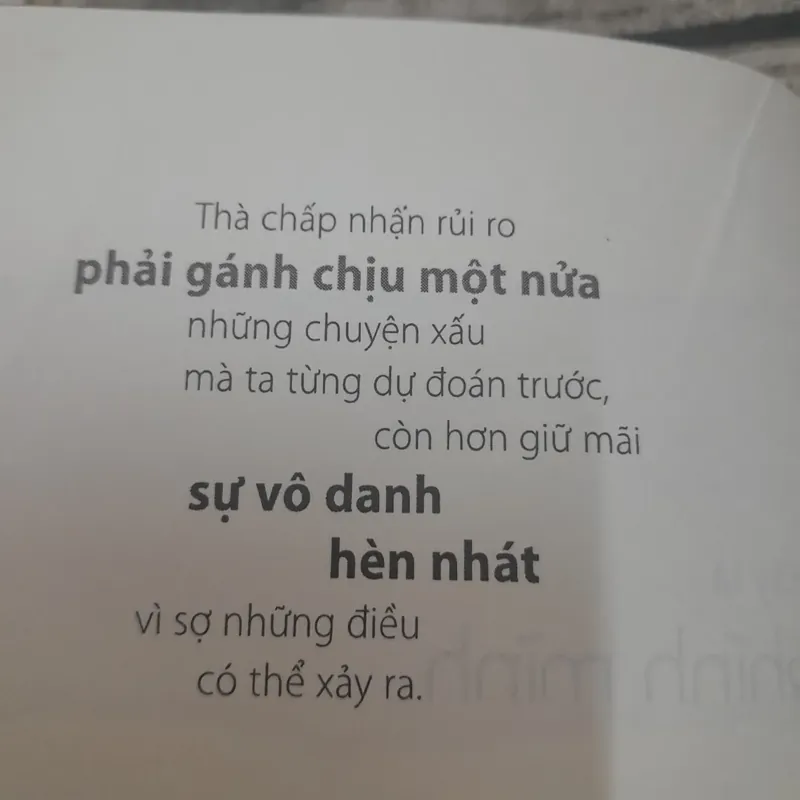 Thà chấp nhận rủi ro
phải gánh chịu một nửa
những chuyện xấu
mà ta từng dự đoán trước,
còn hơn giữ mãi
sự vô danh
hèn nhát
vì sợ những điều
có thể xảy ra.